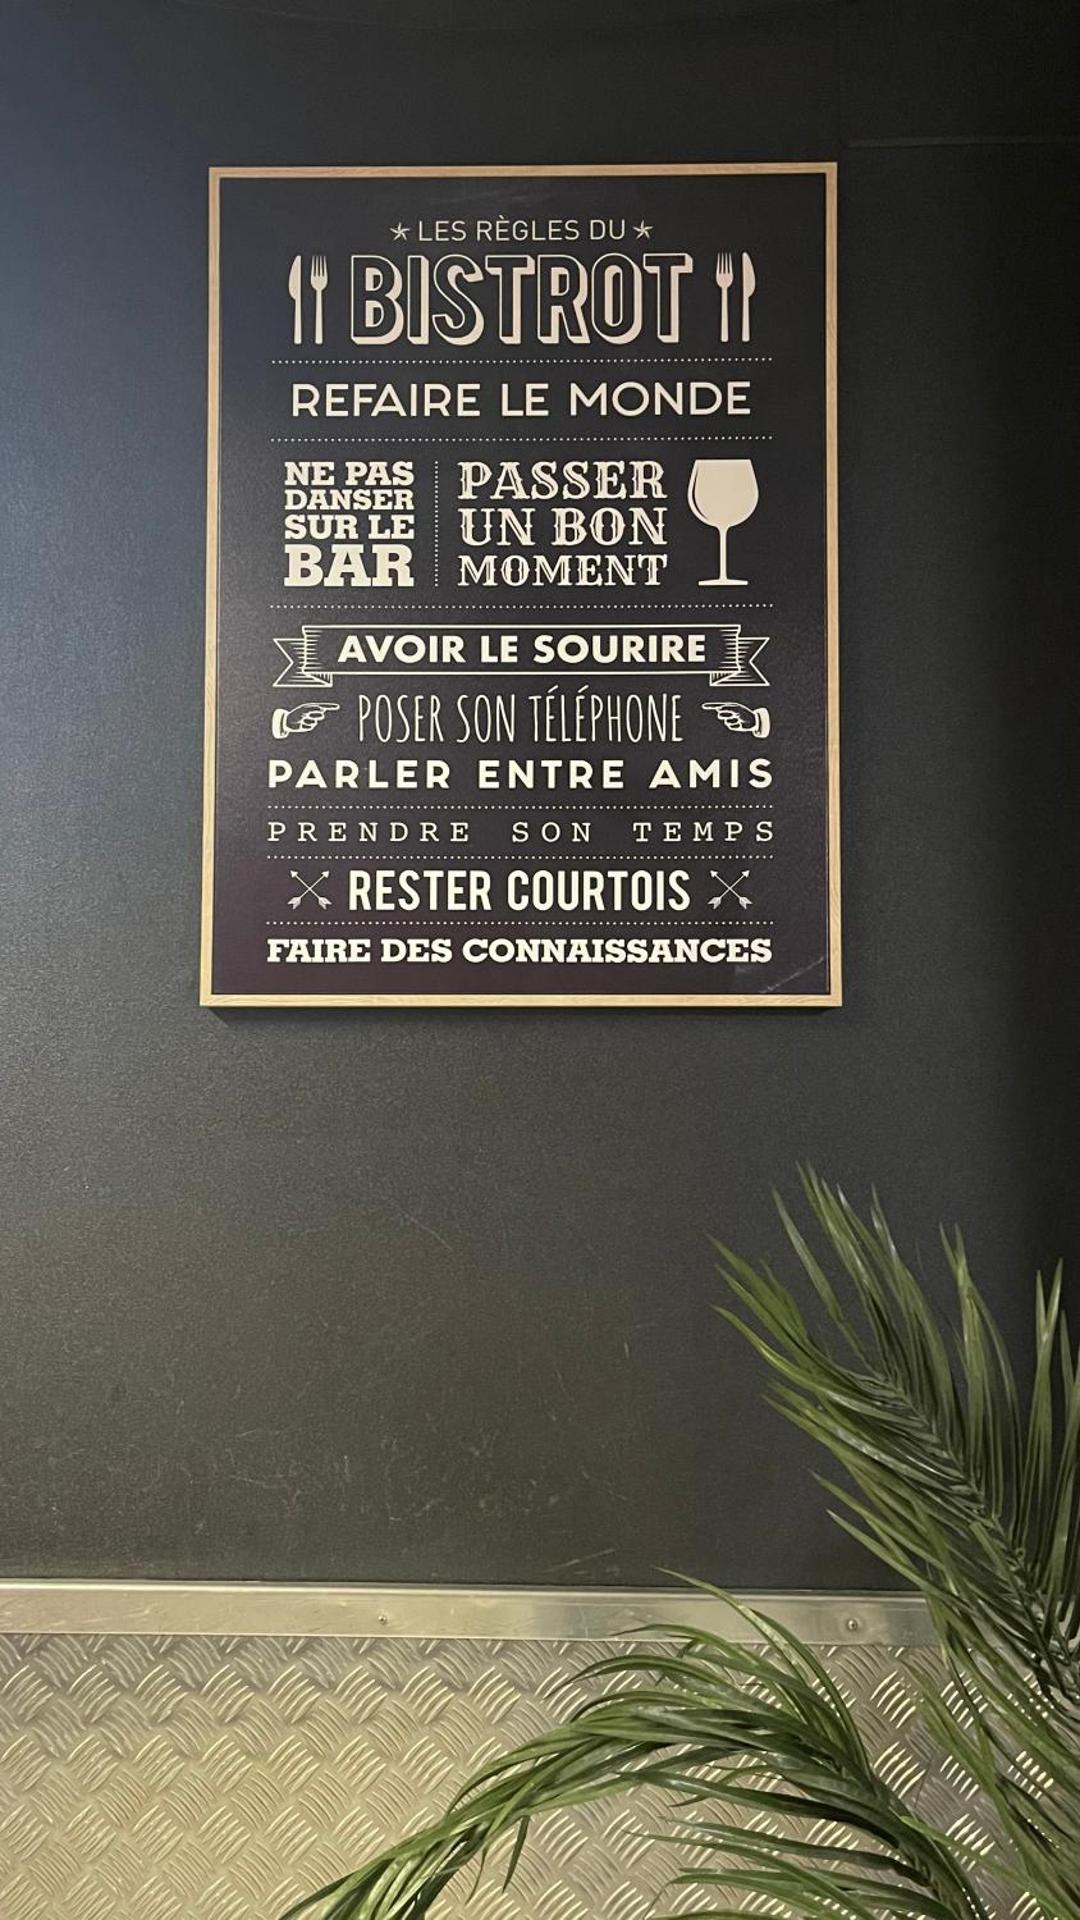 LES RÈGLES DU
BISTROT
REFAIRE LE MONDE
NE PAS
DANSER
SUR LE
BAR
PASSER
UN BON
MOMENT
AVOIR LE SOURIRE
POSER SON TÉLÉPHONE
PARLER ENTRE AMIS
PRENDRE SON TEMPS
RESTER COURTOIS
FAIRE DES CONNAISSANCES